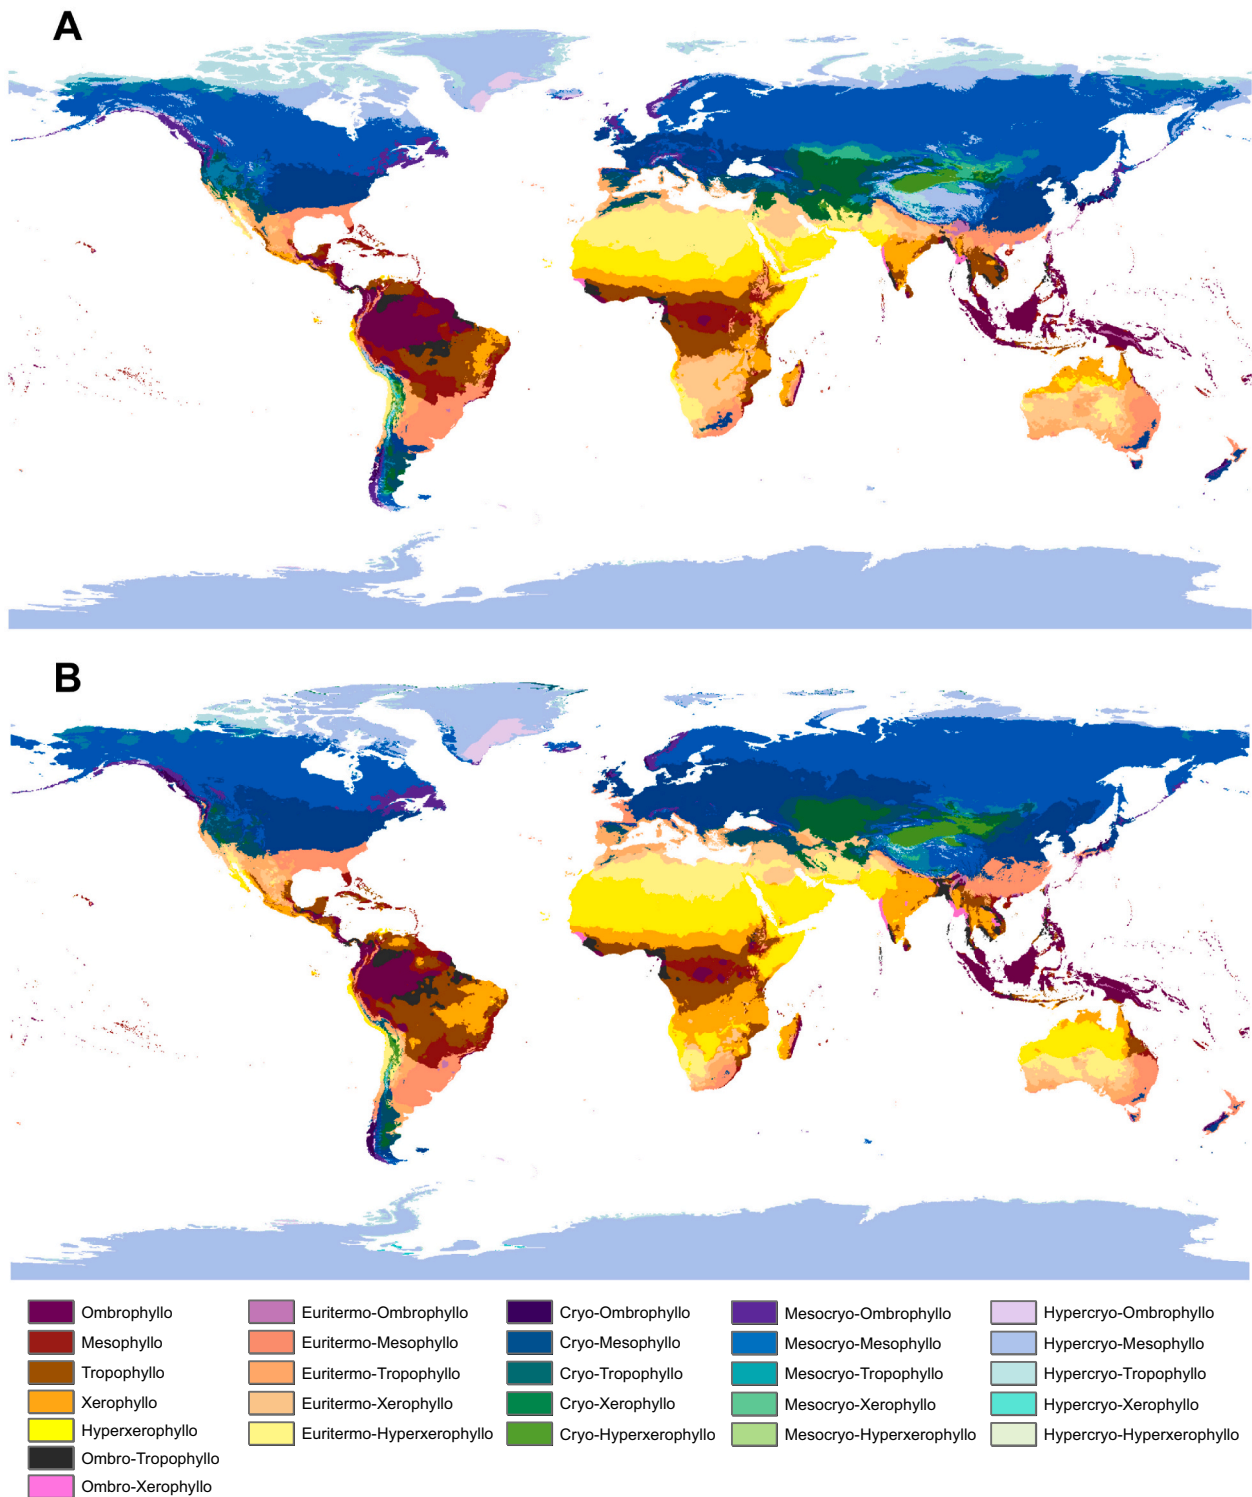 A
B
Ombrophyllo
Mesophyllo
Tropophyllo
Xerophyllo
Hyperxerophyllo
Ombro-Tropophyllo
Ombro-Xerophyllo
Euritermo-Ombrophyllo
Euritermo-Mesophyllo
Euritermo-Tropophyllo
Euritermo-Xerophyllo
Euritermo-Hyperxerophyllo
Cryo-Ombrophyllo
Cryo-Mesophyllo
Cryo-Tropophyllo
Cryo-Xerophyllo
Cryo-Hyperxerophyllo
Mesocryo-Ombrophyllo
Mesocryo-Mesophyllo
Mesocryo-Tropophyllo
Mesocryo-Xerophyllo
Mesocryo-Hyperxerophyllo
Hypercryo-Ombrophyllo
Hypercryo-Mesophyllo
Hypercryo-Tropophyllo
Hypercryo-Xerophyllo
Hypercryo-Hyperxerophyllo